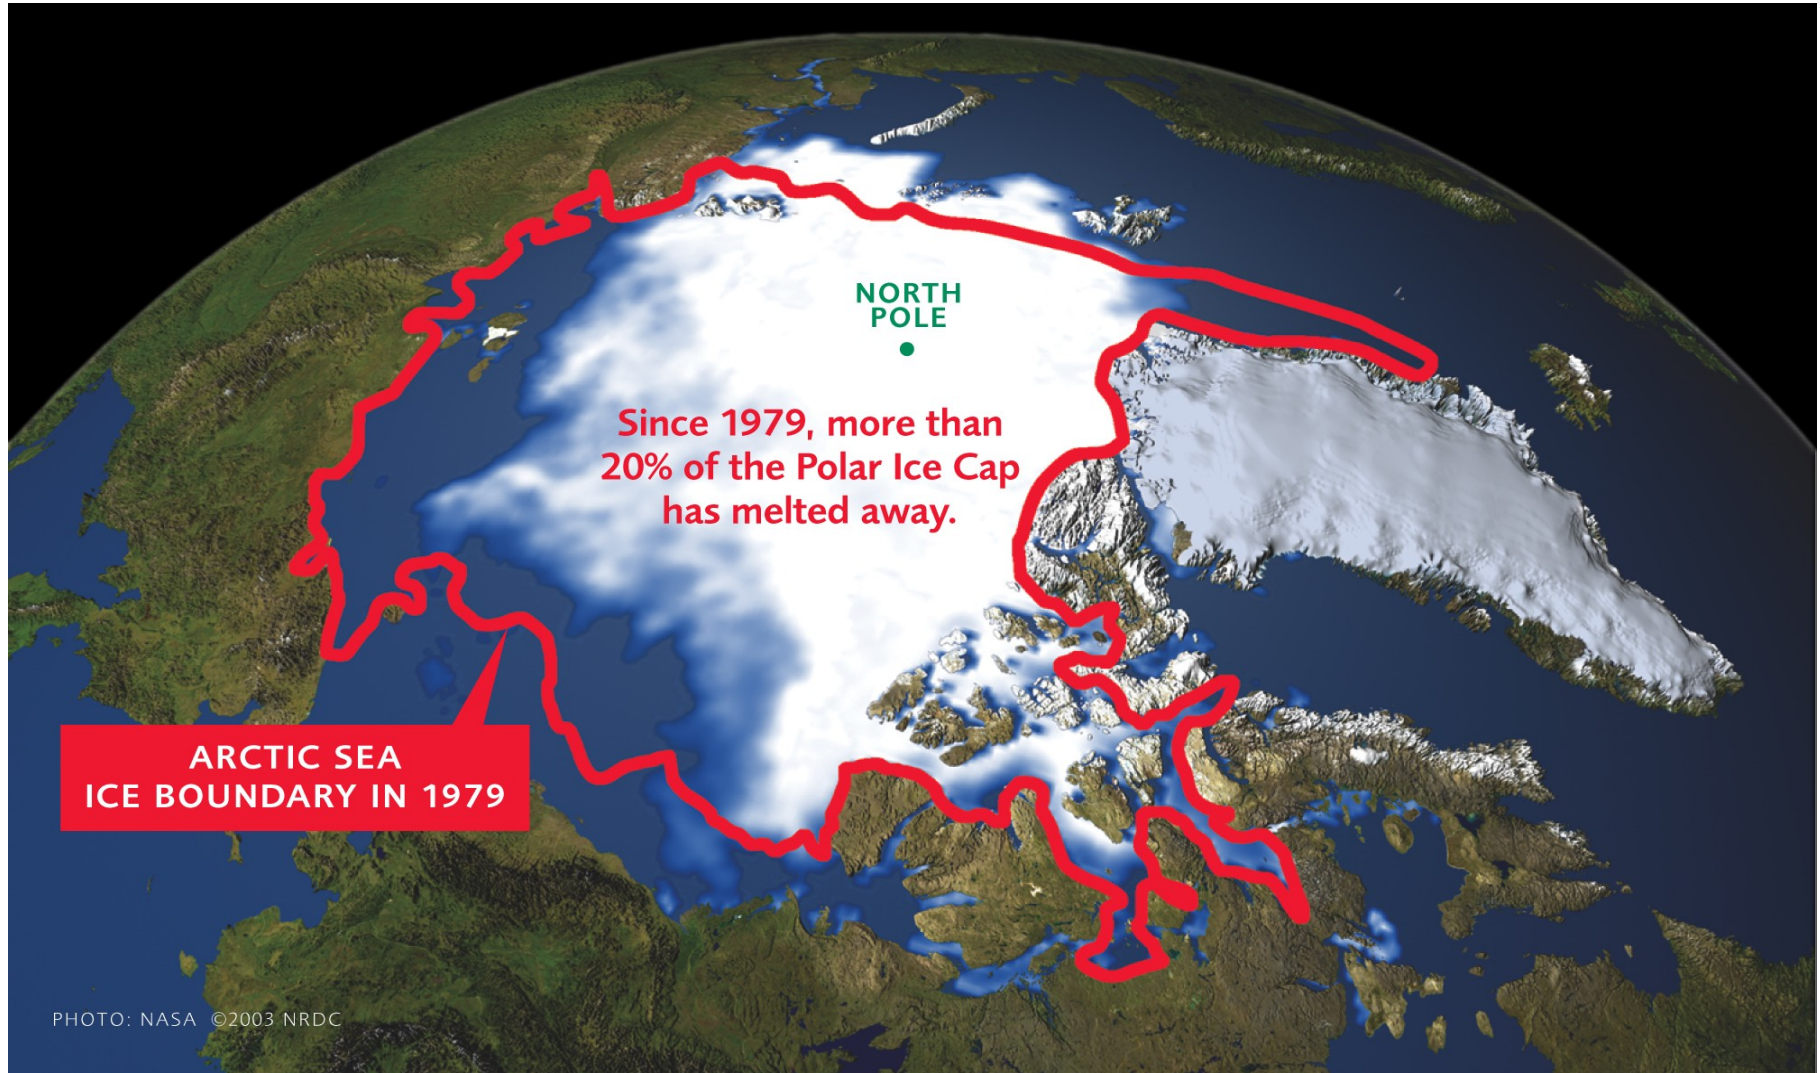 NORTH
POLE
Since 1979, more than
20% of the Polar Ice Cap
has melted away.
ARCTIC SEA
ICE BOUNDARY IN 1979
PHOTO: NASA ©2003 NRDC